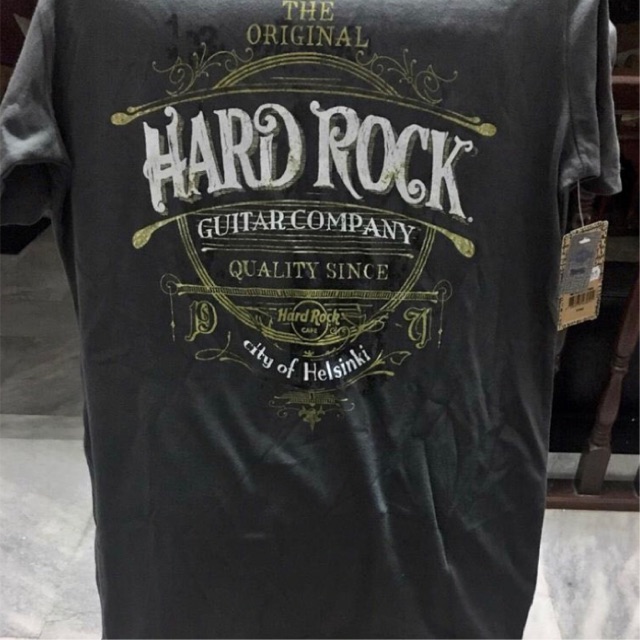 THE
ORIGINAL
HARD ROCK
GUITAR COMPANY
QUALITY SINCE
19 71
Hard Rock
CAFE
city of Helsinki